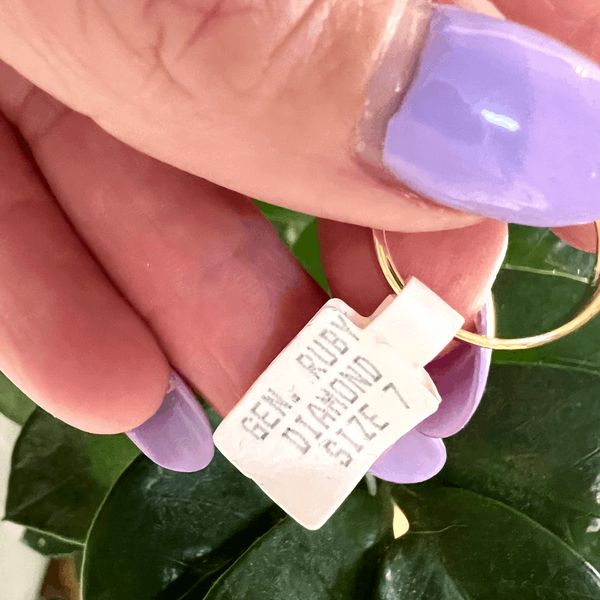 GEN. RUBY
DIAMOND
SIZE 7